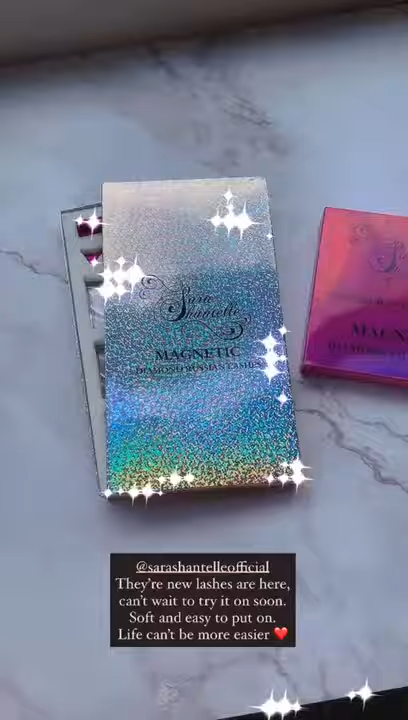 Sara
Shantelle
MAGNETIC
DIAMOND RUSSIAN LASHES
@sarashantelleofficial
They're new lashes are here,
can't wait to try it on soon.
Soft and easy to put on.
Life can't be more easier ❤️